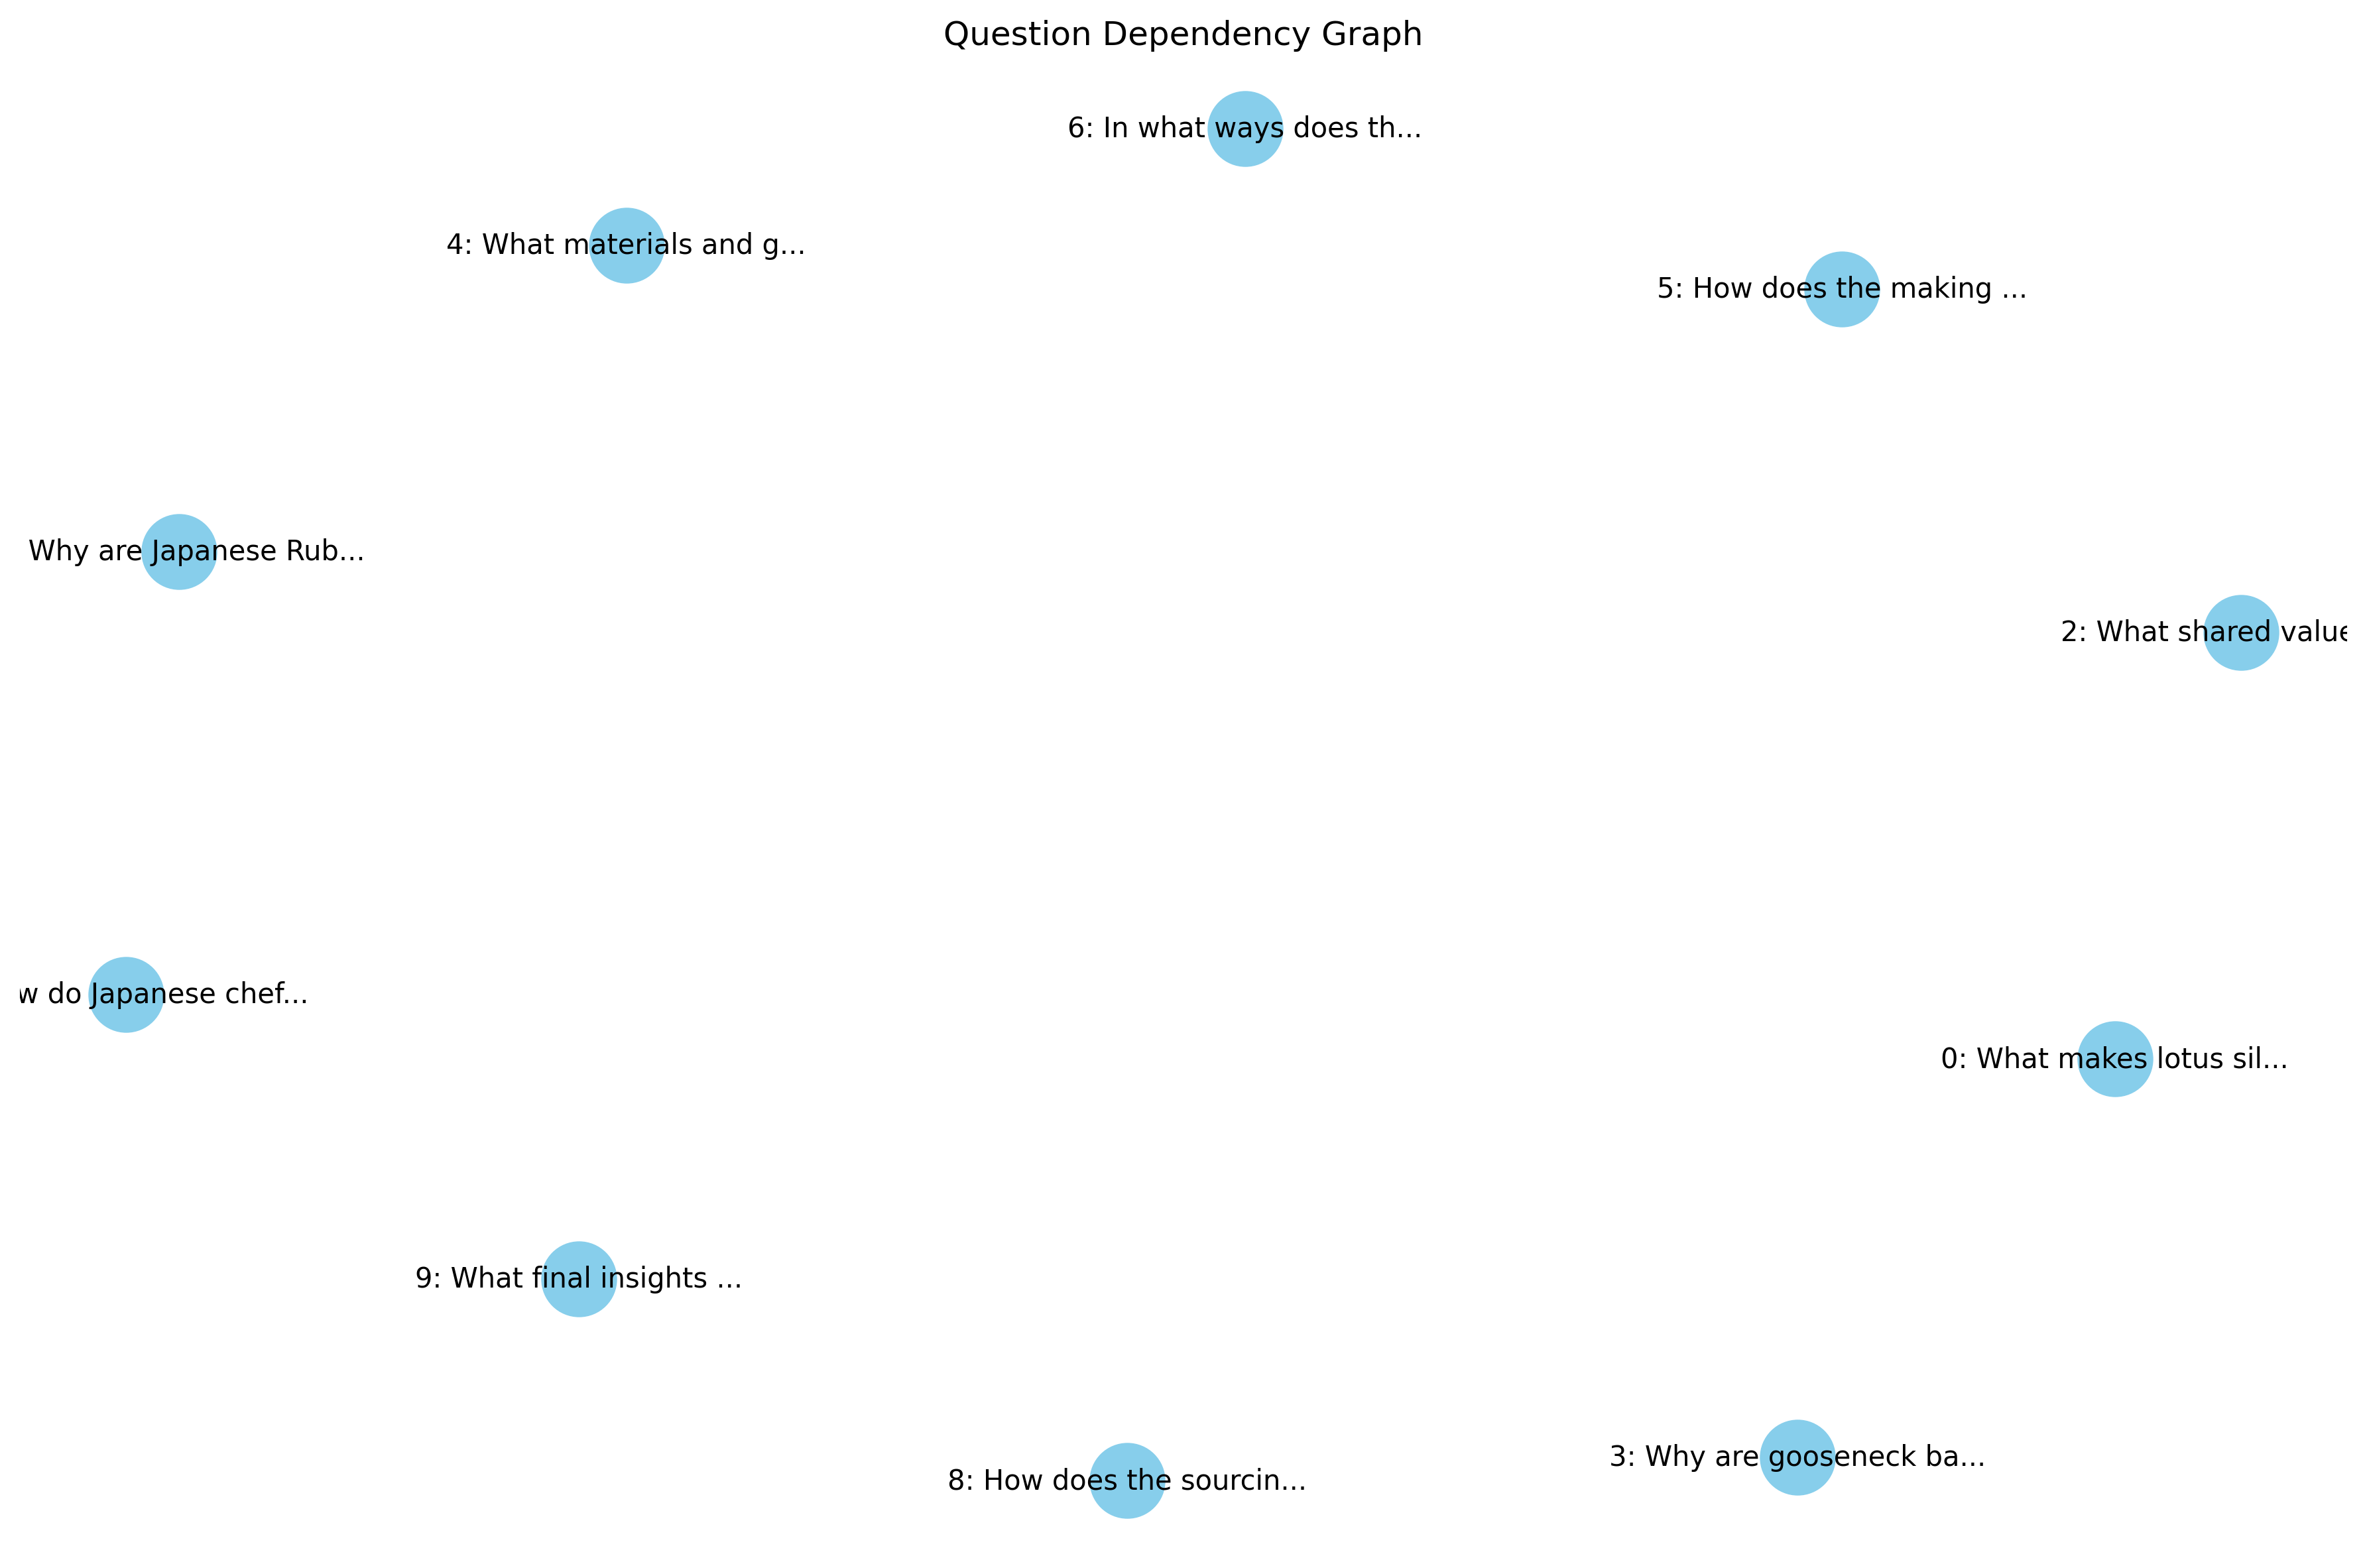 Question Dependency Graph
6: In what ways does th...
4: What materials and g...
5: How does the making ...
Why are Japanese Rub...
2: What shared value
w do Japanese chef...
0: What makes lotus sil...
9: What final insights ...
3: Why are gooseneck ba...
8: How does the sourcin...